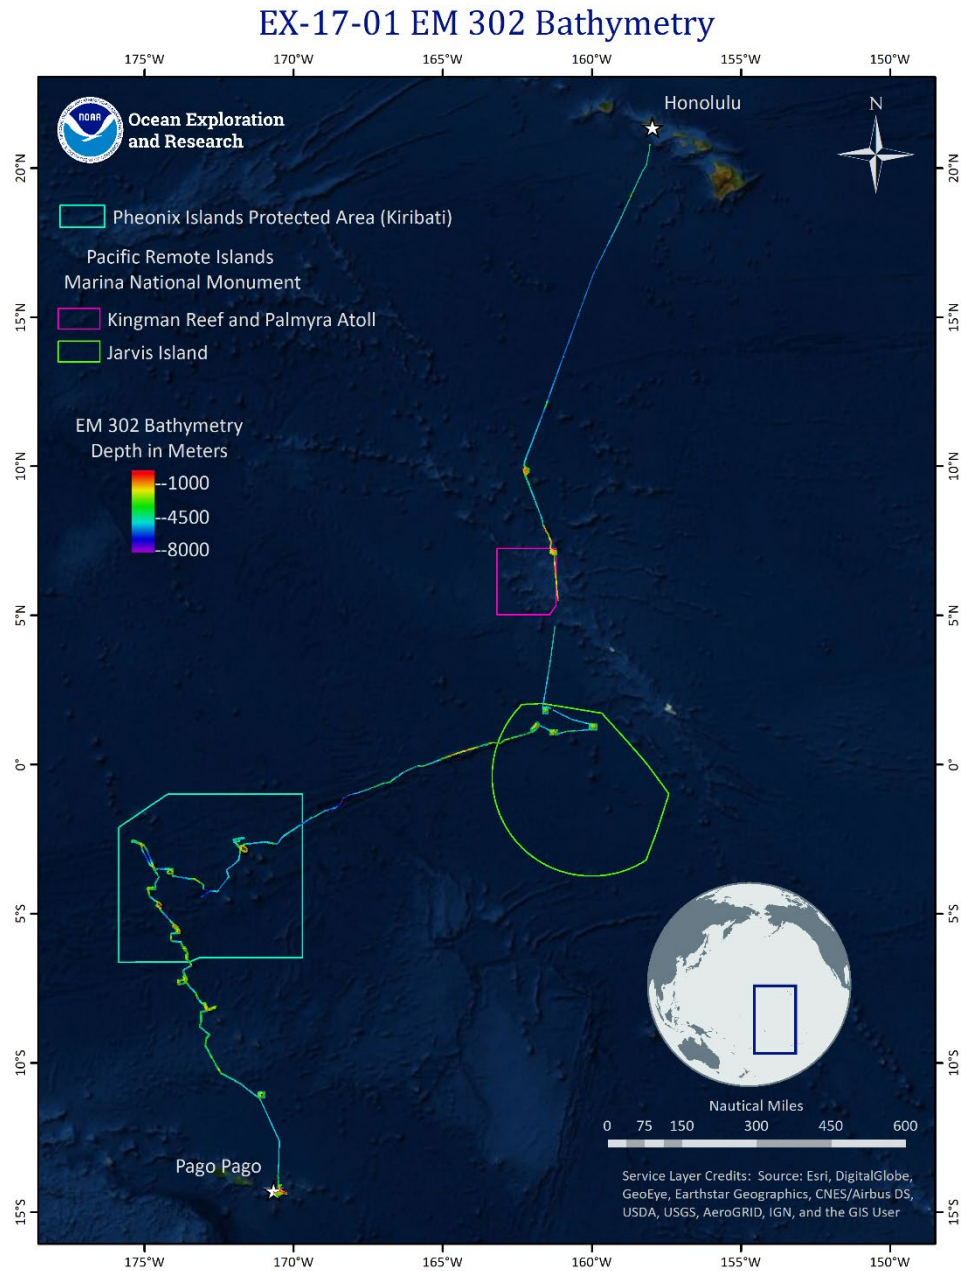 EX-17-01 EM 302 Bathymetry
175°W 170°W 165°W 160°W 155°W 150°W
NOAA
Ocean Exploration
and Research
Honolulu
N
Pheonix Islands Protected Area (Kiribati)
Pacific Remote Islands
Marina National Monument
Kingman Reef and Palmyra Atoll
Jarvis Island
EM 302 Bathymetry
Depth in Meters
--1000
--4500
--8000
20°N 20°N
15°N 15°N
10°N 10°N
5°N 5°N
0° 0°
5°S 5°S
10°S 10°S
15°S 15°S
Nautical Miles
0 75 150 300 450 600
Pago Pago
Service Layer Credits: Source: Esri, DigitalGlobe,
GeoEye, Earthstar Geographics, CNES/Airbus DS,
USDA, USGS, AeroGRID, IGN, and the GIS User
175°W 170°W 165°W 160°W 155°W 150°W